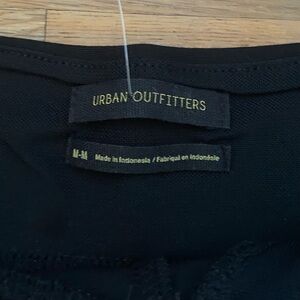 URBAN OUTFITTERS
M-M Made in Indonesia / Fabriqué en Indonésie